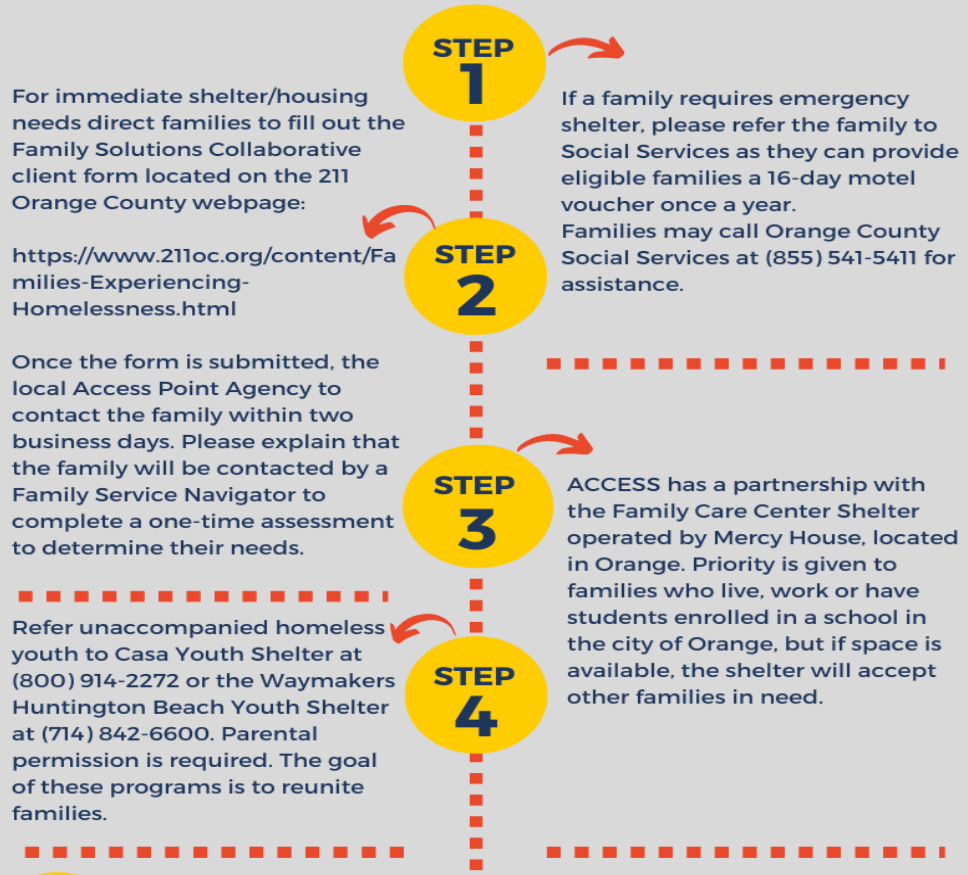 STEP
1
If a family requires emergency
shelter, please refer the family to
Social Services as they can provide
eligible families a 16-day motel
voucher once a year.
Families may call Orange County
Social Services at (855) 541-5411 for
assistance.
STEP
2
For immediate shelter/housing
needs direct families to fill out the
Family Solutions Collaborative
client form located on the 211
Orange County webpage:
https://www.211oc.org/content/Fa
milies-Experiencing-
Homelessness.html
Once the form is submitted, the
local Access Point Agency to
contact the family within two
business days. Please explain that
the family will be contacted by a
Family Service Navigator to
complete a one-time assessment
to determine their needs.
STEP
3
ACCESS has a partnership with
the Family Care Center Shelter
operated by Mercy House, located
in Orange. Priority is given to
families who live, work or have
students enrolled in a school in
the city of Orange, but if space is
available, the shelter will accept
other families in need.
STEP
4
Refer unaccompanied homeless
youth to Casa Youth Shelter at
(800) 914-2272 or the Waymakers
Huntington Beach Youth Shelter
at (714) 842-6600. Parental
permission is required. The goal
of these programs is to reunite
families.